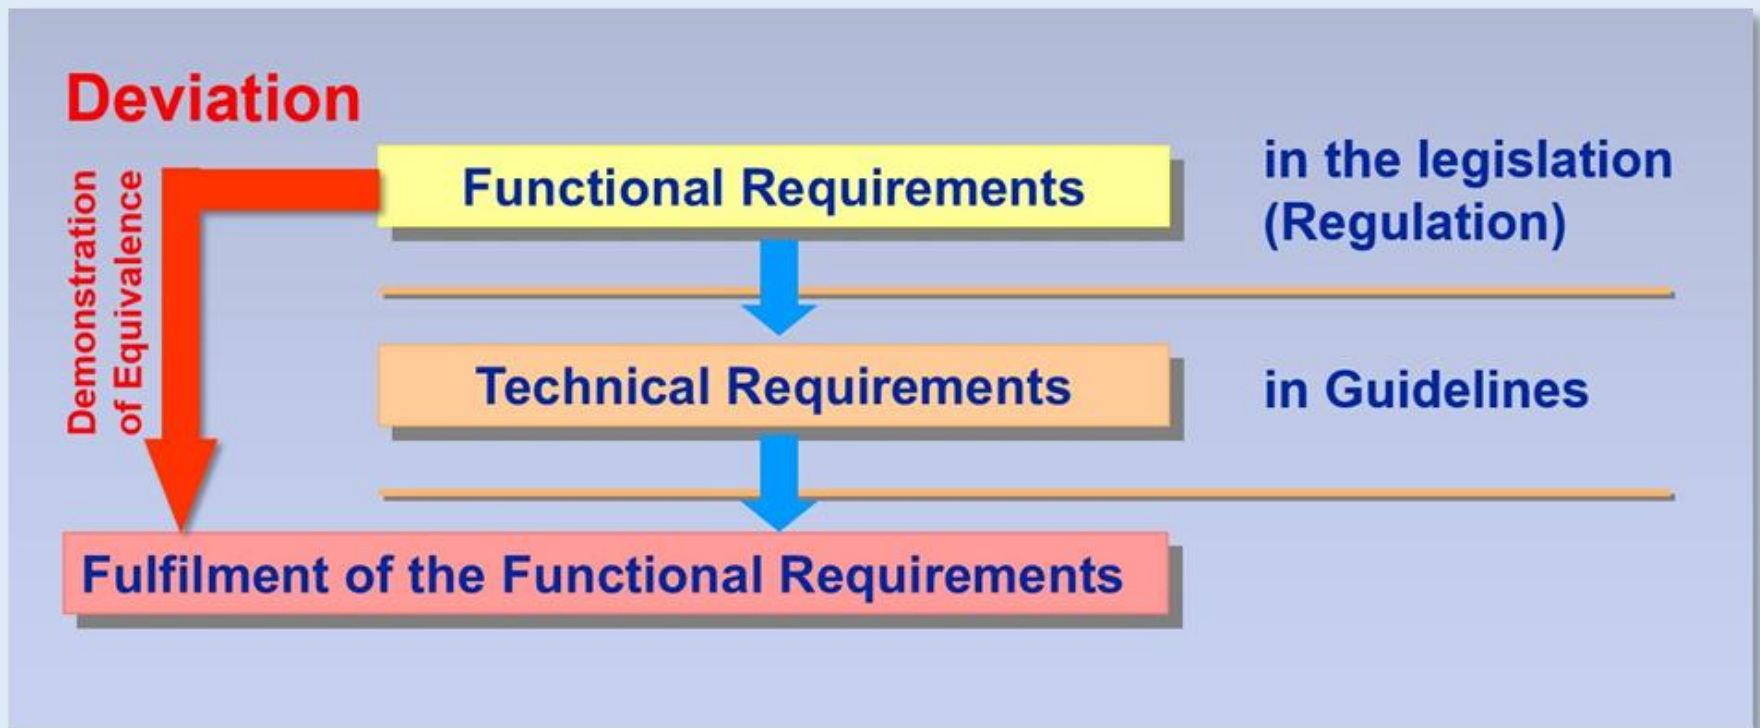 Deviation
Functional Requirements
in the legislation
(Regulation)
Demonstration
of Equivalence
Technical Requirements
in Guidelines
Fulfilment of the Functional Requirements